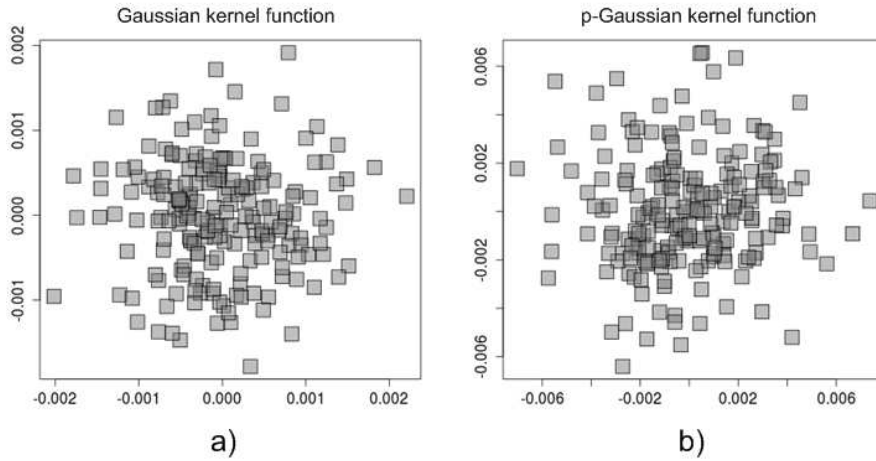 Gaussian kernel function
p-Gaussian kernel function
0.002
0.001
0.000
-0.001
-0.002 -0.001 0.000 0.001 0.002
a)
0.006
0.002
-0.002
-0.006
-0.006 -0.002 0.002 0.006
b)